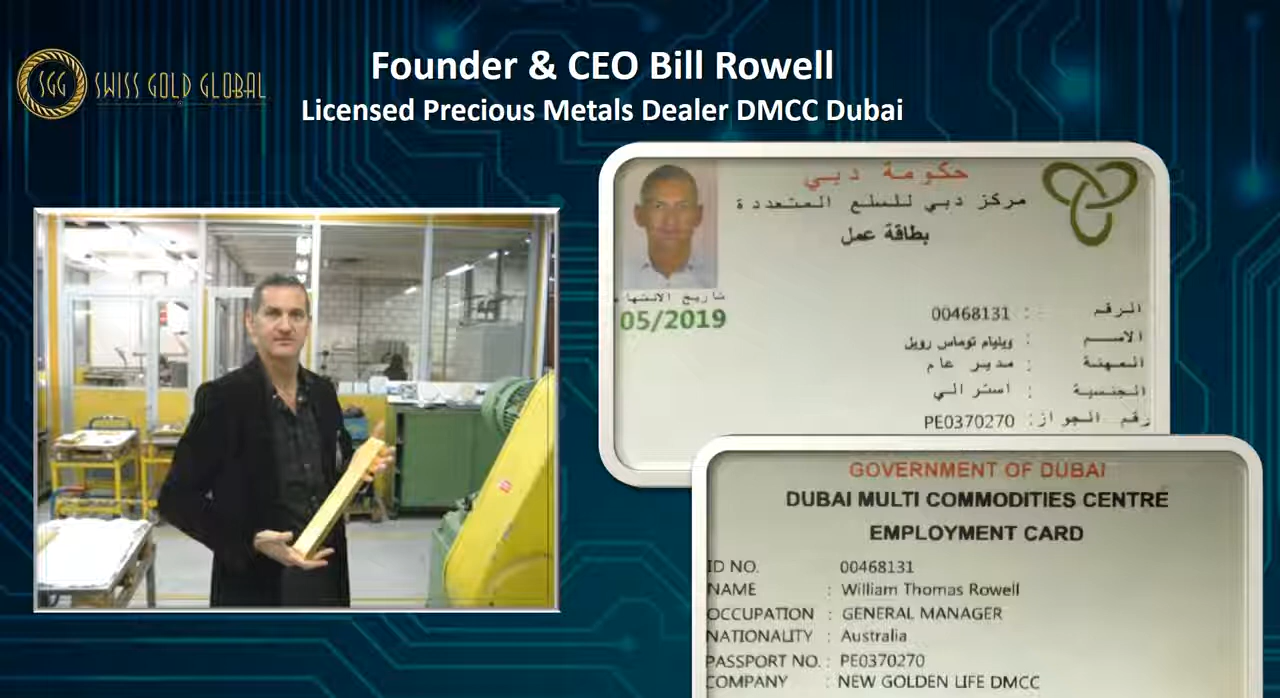 SGG SWISS GOLD GLOBAL
Founder & CEO Bill Rowell
Licensed Precious Metals Dealer DMCC Dubai
حكومة دبي
مركز دبي للسلع المتعددة
بطاقة عمل
تاريخ الانتهاء
05/2019
الرقم : 00468131
الاسم : ويليام توماس رويل
المهنة : مدير عام
الجنسية : استرالي
رقم الجواز: PE0370270
GOVERNMENT OF DUBAI
DUBAI MULTI COMMODITIES CENTRE
EMPLOYMENT CARD
ID NO. 00468131
NAME : William Thomas Rowell
OCCUPATION : GENERAL MANAGER
NATIONALITY : Australia
PASSPORT NO. : PE0370270
COMPANY : NEW GOLDEN LIFE DMCC